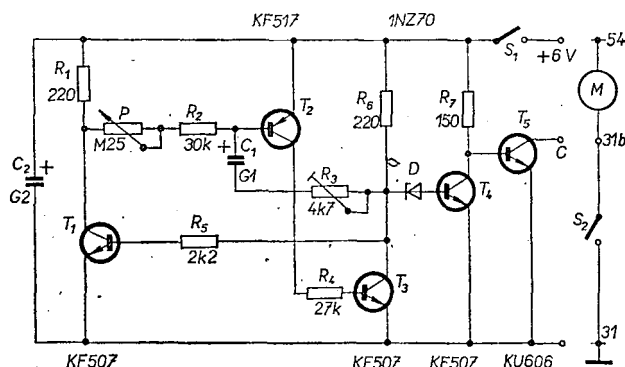 KF517 1NZ70
S1 +6 V 54
R1 220
P M25
R2 30k
T2
R6 220
R7 150
T5
M
C1 G1
R3 4k7
D
T4
C
31b
C2 G2
T1
R5 2k2
S2
R4 27k
T3
31
KF507 KF507 KF507 KU606